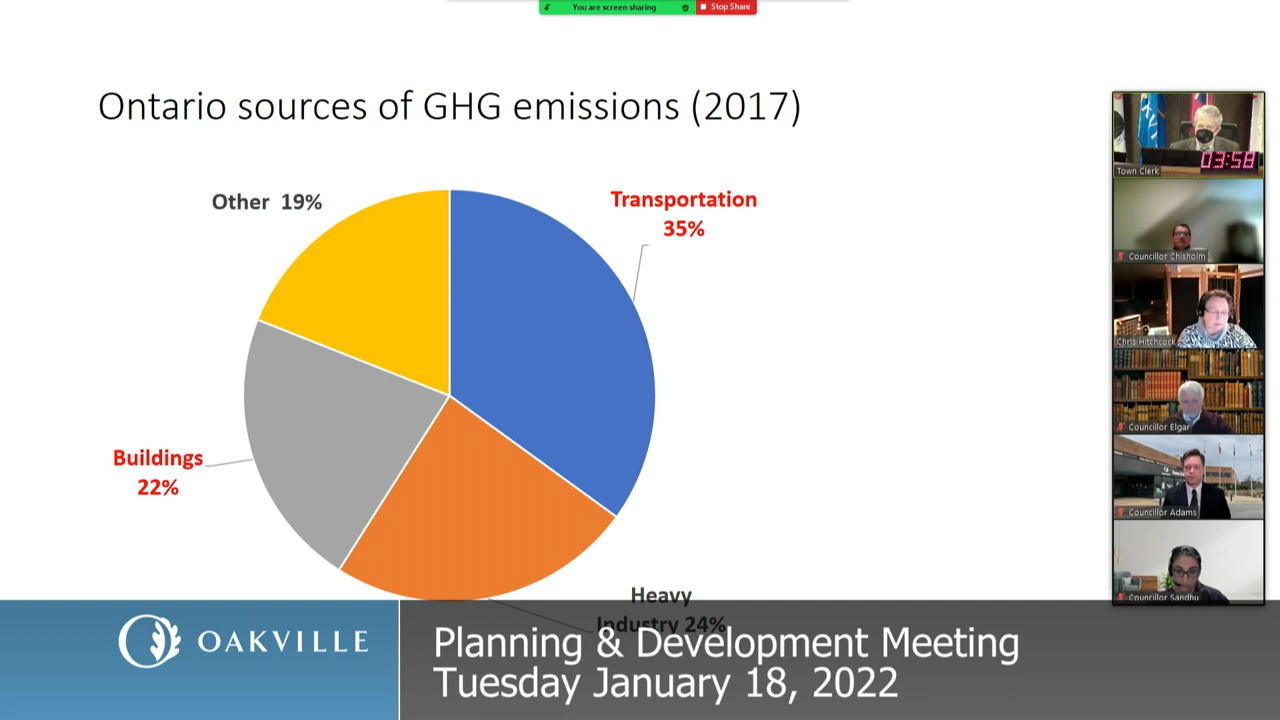 You are screen sharing
Stop Share
Ontario sources of GHG emissions (2017)
Other 19%
Transportation
35%
Buildings
22%
Heavy
Industry 24%
03:58
Town Clerk
Councillor Chisholm
Chris Hitchcock
Councillor Elgar
Councillor Adams
Councillor Sandhu
OAKVILLE
Planning & Development Meeting
Tuesday January 18, 2022